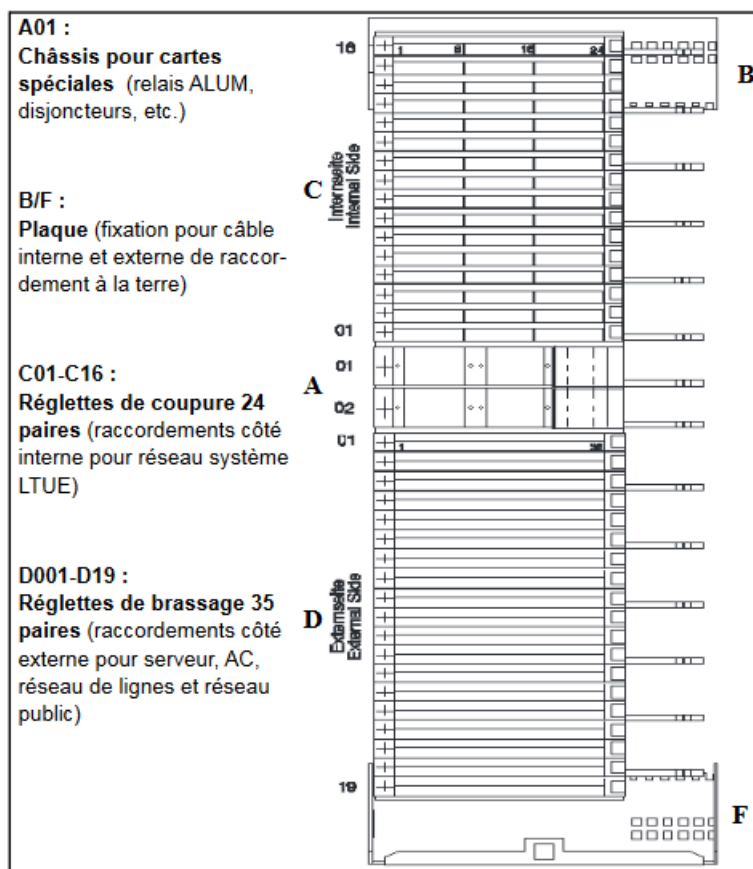 A01 :
Châssis pour cartes
spéciales (relais ALUM,
disjoncteurs, etc.)
B/F :
Plaque (fixation pour câble
interne et externe de raccor-
dement à la terre)
C01-C16 :
Réglettes de coupure 24
paires (raccordements côté
interne pour réseau système
LTUE)
D001-D19 :
Réglettes de brassage 35
paires (raccordements côté
externe pour serveur, AC,
réseau de lignes et réseau
public)
16
1 8 16 24
B
C
Internseite
Internal Side
01
A
01
02
01
1
D
Externseite
External Side
19
F